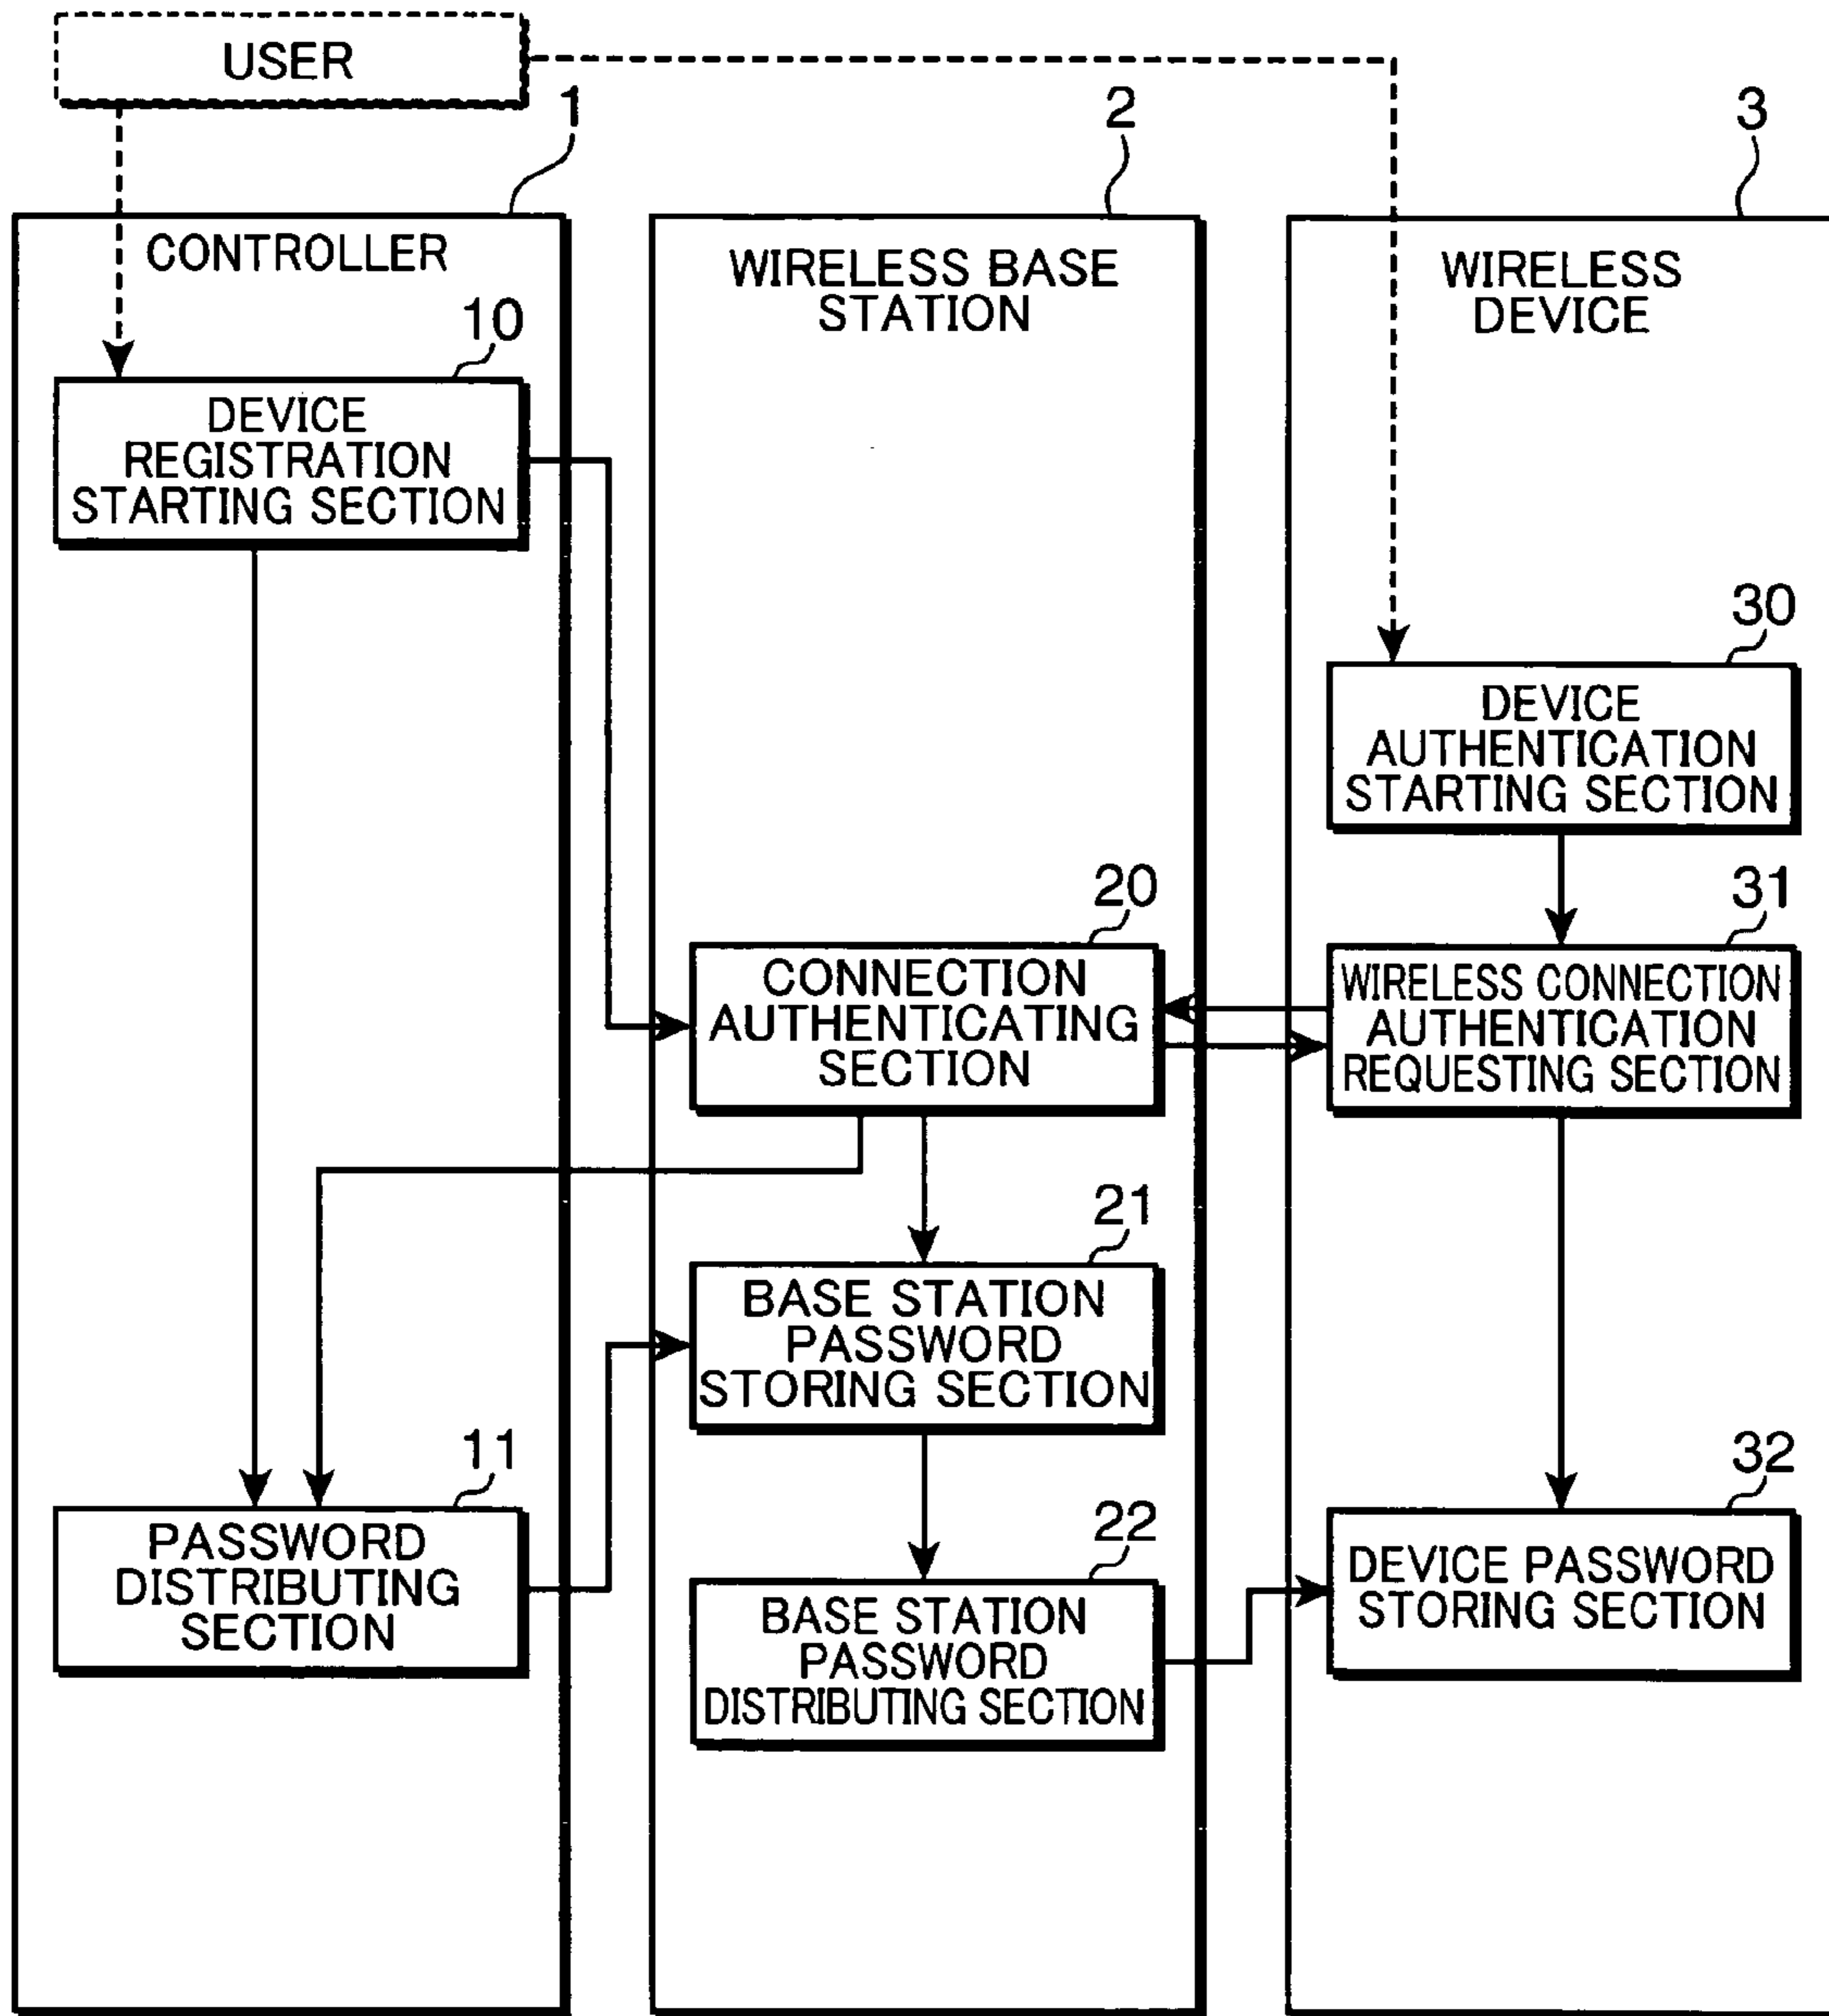 USER
1
2
3
CONTROLLER
WIRELESS BASE
STATION
WIRELESS
DEVICE
10
DEVICE
REGISTRATION
STARTING SECTION
30
DEVICE
AUTHENTICATION
STARTING SECTION
20
CONNECTION
AUTHENTICATING
SECTION
31
WIRELESS CONNECTION
AUTHENTICATION
REQUESTING SECTION
21
BASE STATION
PASSWORD
STORING SECTION
11
PASSWORD
DISTRIBUTING
SECTION
22
BASE STATION
PASSWORD
DISTRIBUTING SECTION
32
DEVICE PASSWORD
STORING SECTION